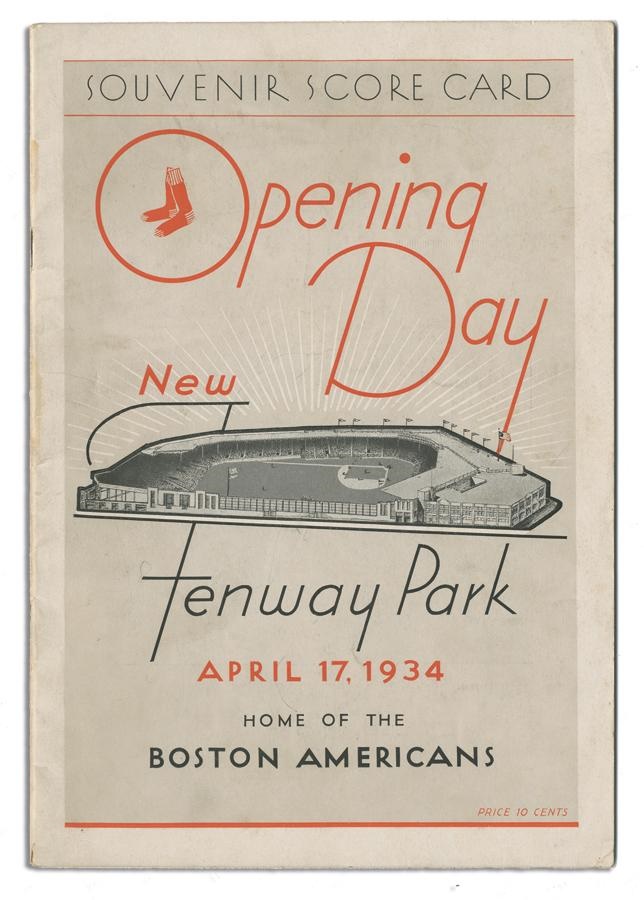 SOUVENIR SCORE CARD
Opening
Day
New
Fenway Park
APRIL 17, 1934
HOME OF THE
BOSTON AMERICANS
PRICE 10 CENTS